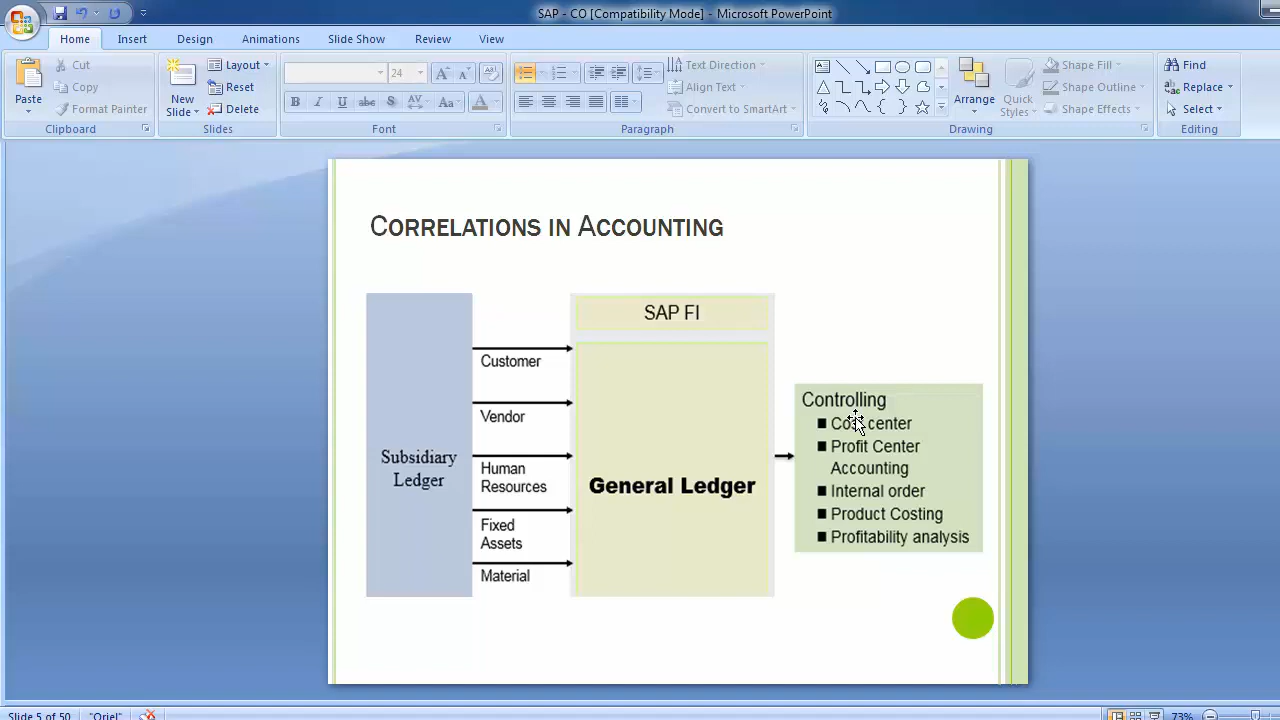 SAP - CO [Compatibility Mode] - Microsoft PowerPoint
Home Insert Design Animations Slide Show Review View
Paste
Cut
Copy
Format Painter
Clipboard
New Slide
Layout
Reset
Delete
Slides
24
B I U abc S AV Aa A
Font
Text Direction
Align Text
Convert to SmartArt
Paragraph
Arrange
Quick Styles
Shape Fill
Shape Outline
Shape Effects
Drawing
Find
Replace
Select
Editing
CORRELATIONS IN ACCOUNTING
Subsidiary
Ledger
Customer
Vendor
Human
Resources
Fixed
Assets
Material
SAP FI
General Ledger
Controlling
■ Cost center
■ Profit Center
Accounting
■ Internal order
■ Product Costing
■ Profitability analysis
Slide 5 of 50 "Oriel" 73%